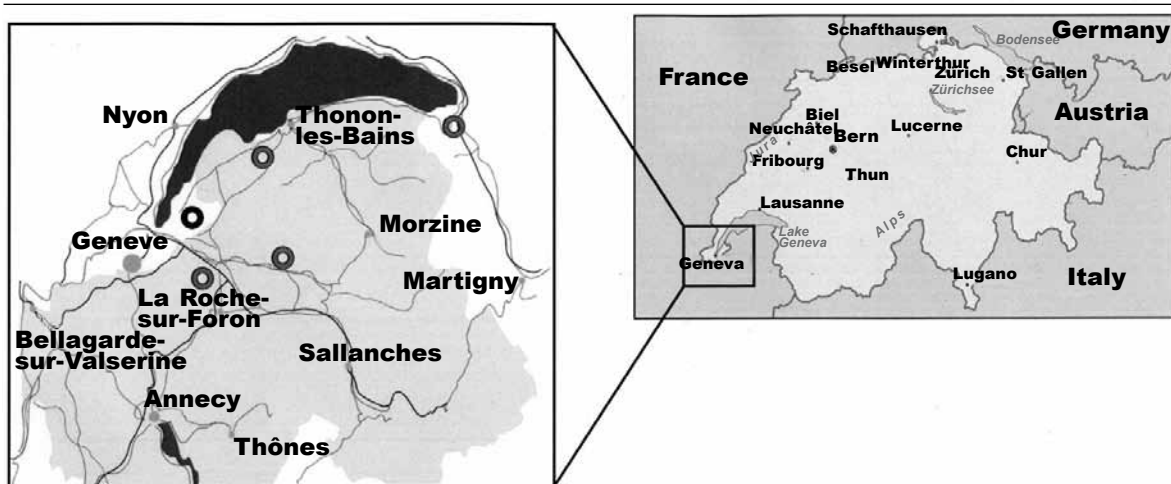 Nyon
Thonon-
les-Bains
Geneve
Morzine
Martigny
La Roche-
sur-Foron
Bellagarde-
sur-Valserine
Sallanches
Annecy
Thônes
Schafthausen
Bodensee
Germany
France
Besel
Winterthur
Zürich
St Gallen
Zürichsee
Austria
Biel
Neuchâtel
Bern
Lucerne
Jura
Fribourg
Chur
Thun
Lausanne
Alps
Lake
Geneva
Geneva
Lugano
Italy